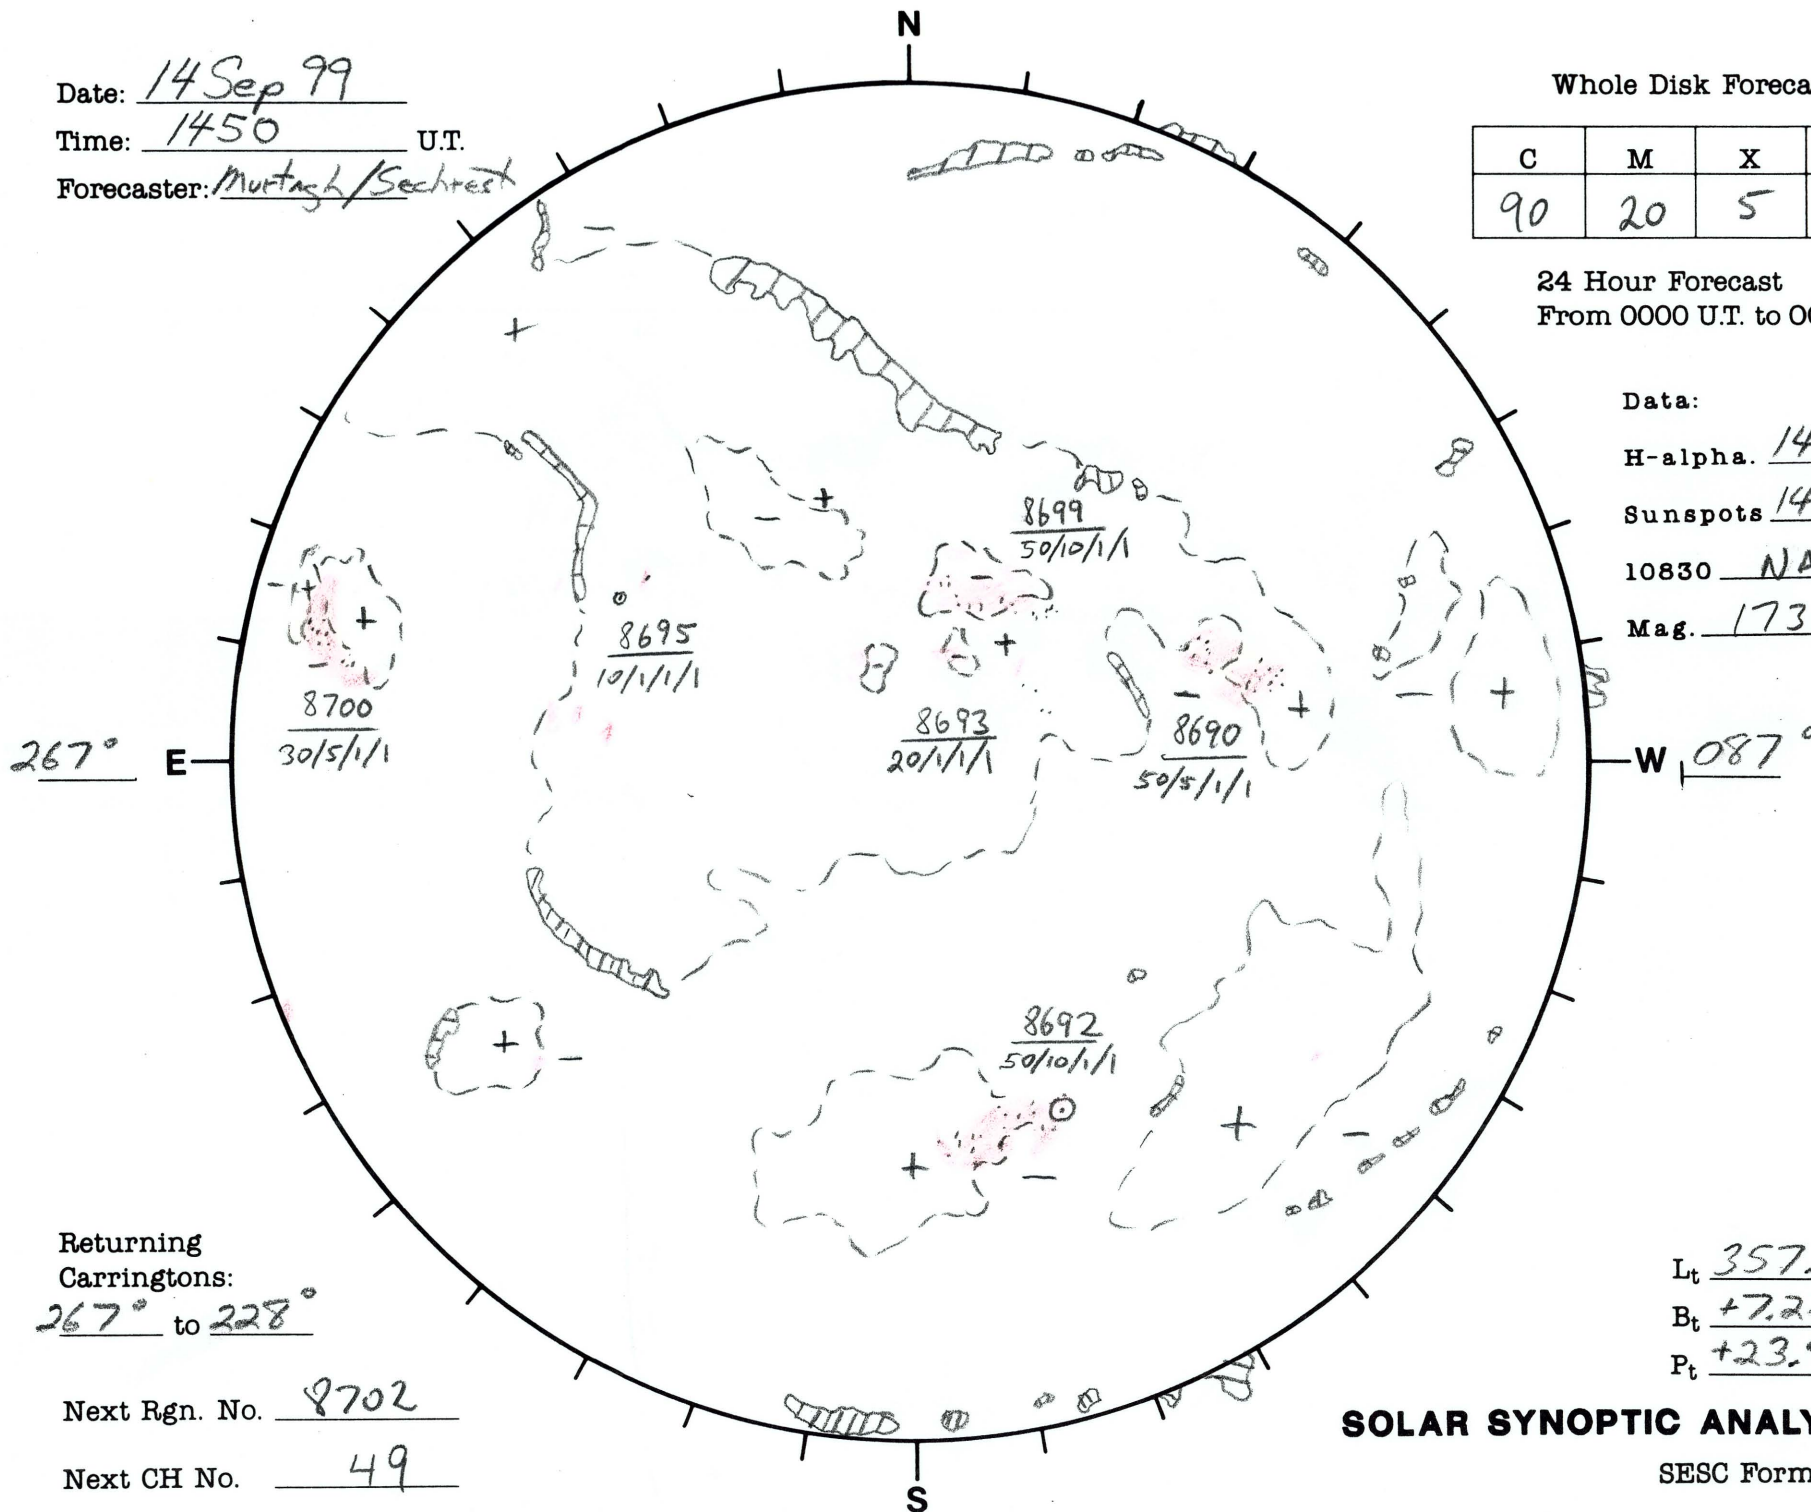 N
Date: 14 Sep 99
Time: 1450 U.T.
Forecaster: Murtagh/Sechrest
Whole Disk Foreca
C M X
90 20 5
24 Hour Forecast
From 0000 U.T. to 0
Data:
H-alpha. 14
Sunspots 14
10830 NA
Mag. 173
8699
50/10/1/1
8695
10/1/1/1
8700
30/5/1/1
8693
20/1/1/1
8690
50/5/1/1
267° E
W 087°
8692
50/10/1/1
Returning
Carringtons:
267° to 228°
Next Rgn. No. 8702
Next CH No. 49
Lt 357.
Bt +7.2
Pt +23.
SOLAR SYNOPTIC ANALY
SESC Form
S